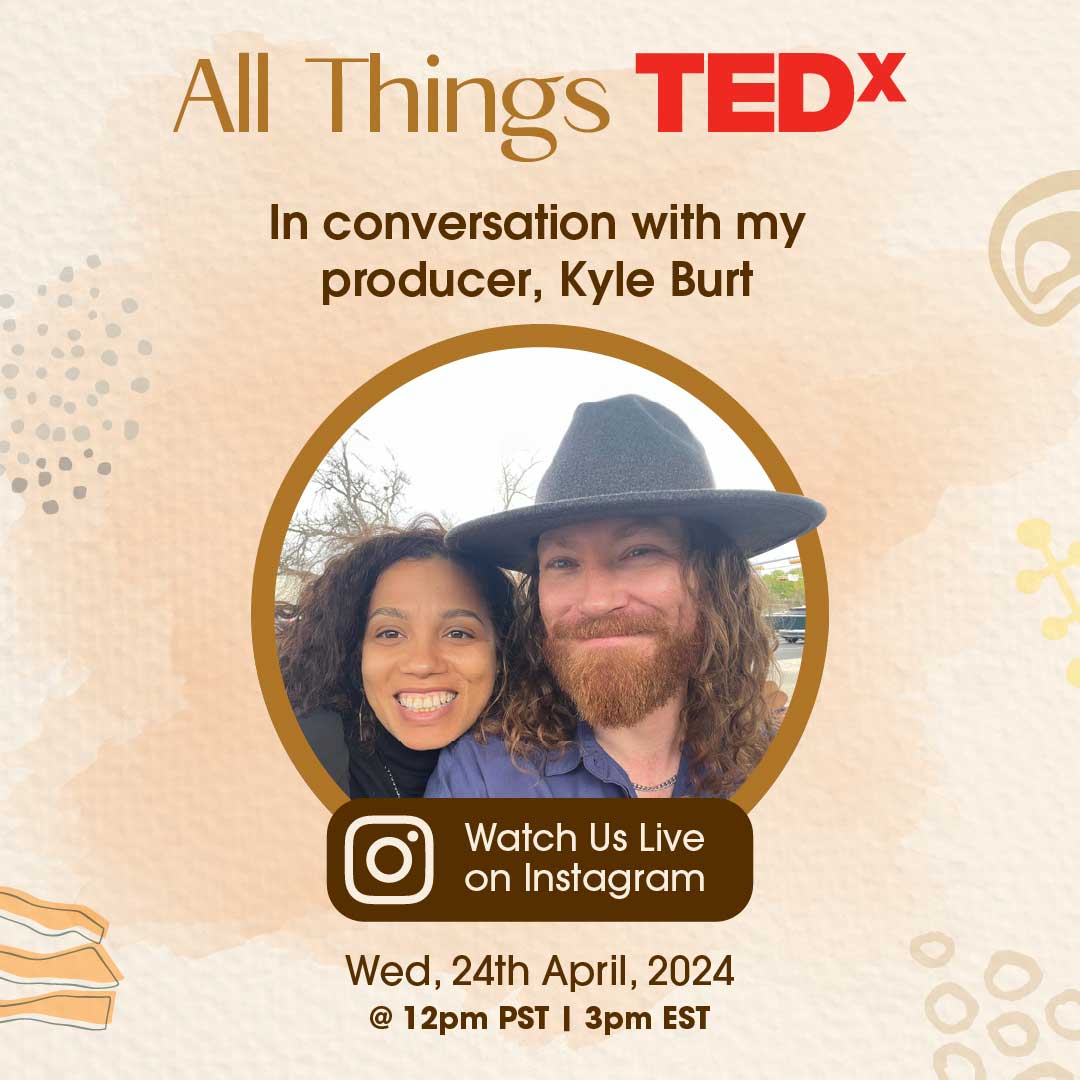 All Things TEDx
In conversation with my
producer, Kyle Burt
Watch Us Live
on Instagram
Wed, 24th April, 2024
@ 12pm PST | 3pm EST